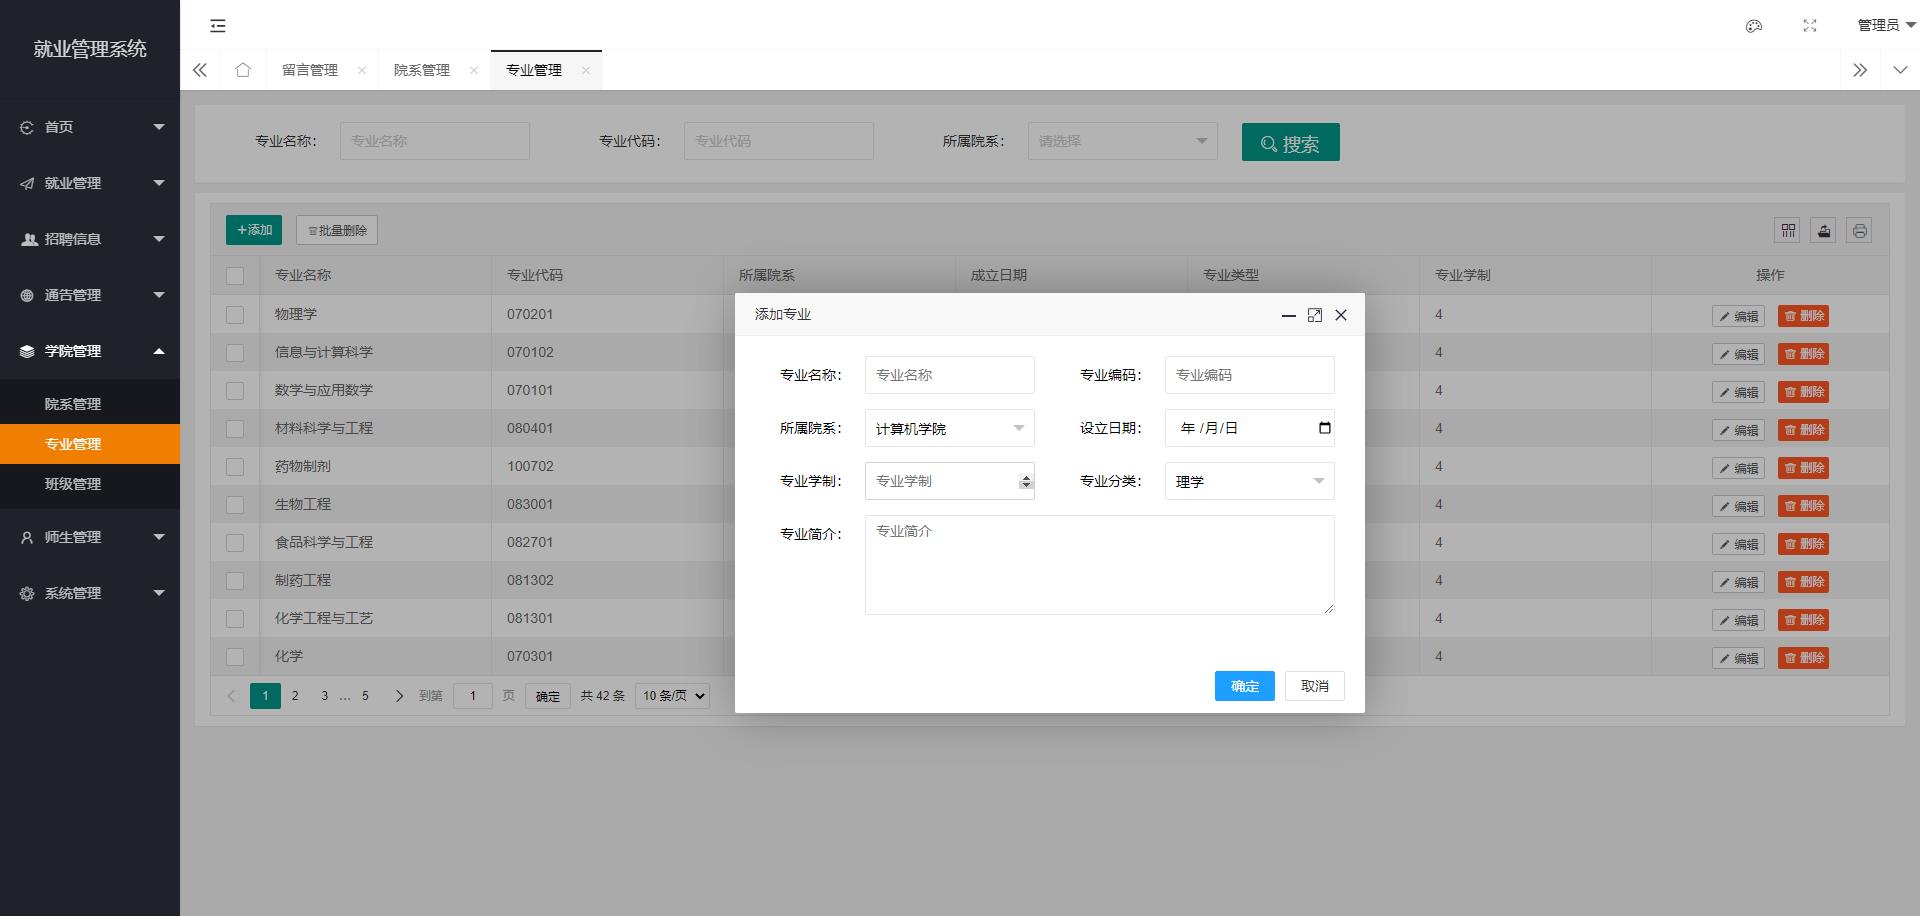 就业管理系统
管理员
留言管理
院系管理
专业管理
首页
就业管理
招聘信息
通告管理
学院管理
院系管理
专业管理
班级管理
师生管理
系统管理
专业名称： 专业名称 专业代码： 专业代码 所属院系： 请选择 搜索
+添加 批量删除
专业名称 专业代码 所属院系 成立日期 专业类型 专业学制 操作
物理学 070201 4 编辑 删除
信息与计算科学 070102 4 编辑 删除
数学与应用数学 070101 4 编辑 删除
材料科学与工程 080401 4 编辑 删除
药物制剂 100702 4 编辑 删除
生物工程 083001 4 编辑 删除
食品科学与工程 082701 4 编辑 删除
制药工程 081302 4 编辑 删除
化学工程与工艺 081301 4 编辑 删除
化学 070301 4 编辑 删除
1 2 3 … 5 到第 1 页 确定 共 42 条 10 条/页
添加专业
专业名称： 专业名称 专业编码： 专业编码
所属院系： 计算机学院 设立日期： 年 /月/日
专业学制： 专业学制 专业分类： 理学
专业简介： 专业简介
确定 取消